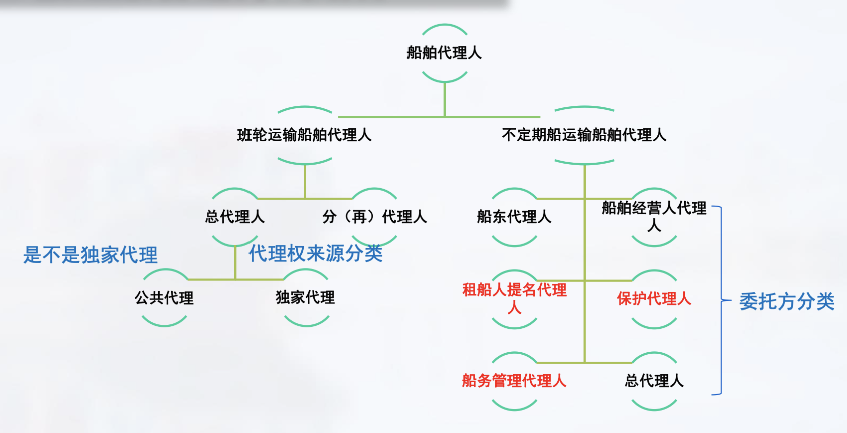 船舶代理人
班轮运输船舶代理人
不定期船运输船舶代理人
总代理人
分（再）代理人
船东代理人
船舶经营人代理
人
是不是独家代理
代理权来源分类
公共代理
独家代理
租船人提名代理
人
保护代理人
委托方分类
船务管理代理人
总代理人